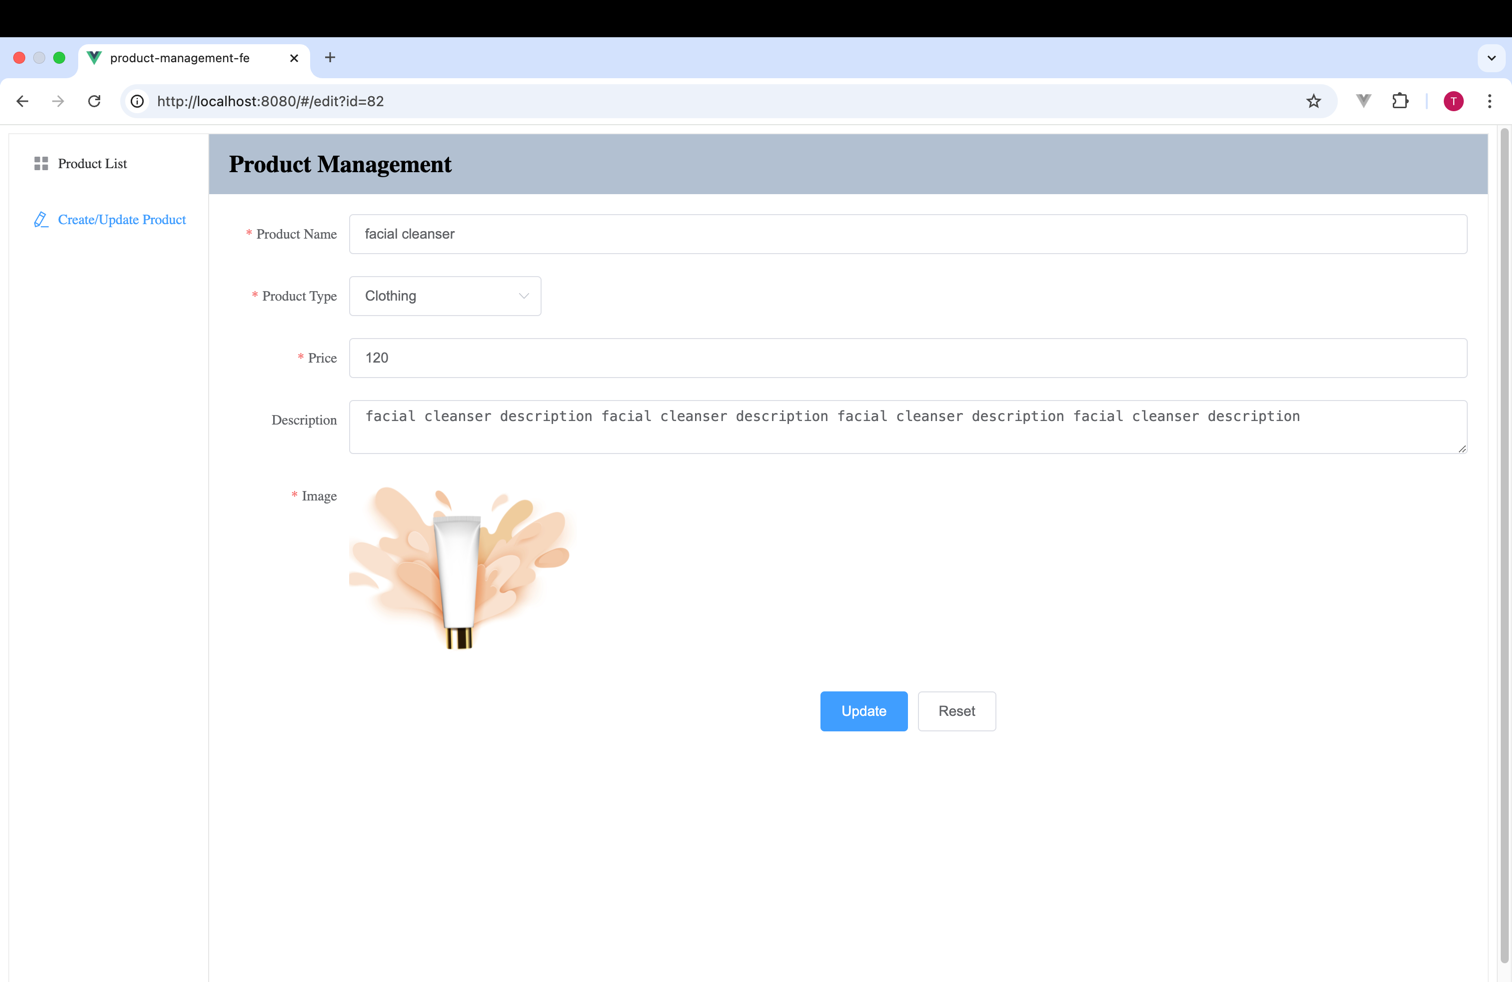 product-management-fe
http://localhost:8080/#/edit?id=82
T
Product List
Create/Update Product
Product Management
* Product Name
facial cleanser
* Product Type
Clothing
* Price
120
Description
facial cleanser description facial cleanser description facial cleanser description facial cleanser description
* Image
Update
Reset